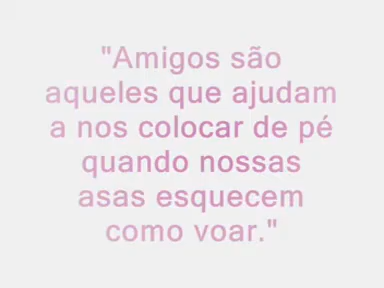 "Amigos são
aqueles que ajudam
a nos colocar de pé
quando nossas
asas esquecem
como voar."